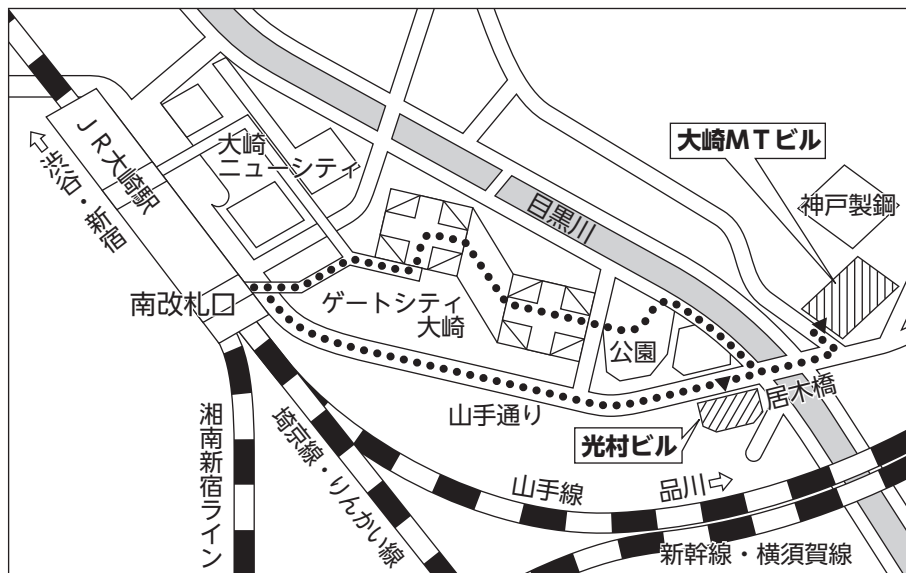 JR大崎駅
⇦渋谷・新宿
大崎
ニューシティ
大崎MTビル
神戸製鋼
目黒川
南改札口
ゲートシティ
大崎
公園
居木橋
山手通り
光村ビル
湘南新宿ライン
埼京線・りんかい線
山手線
品川⇨
新幹線・横須賀線